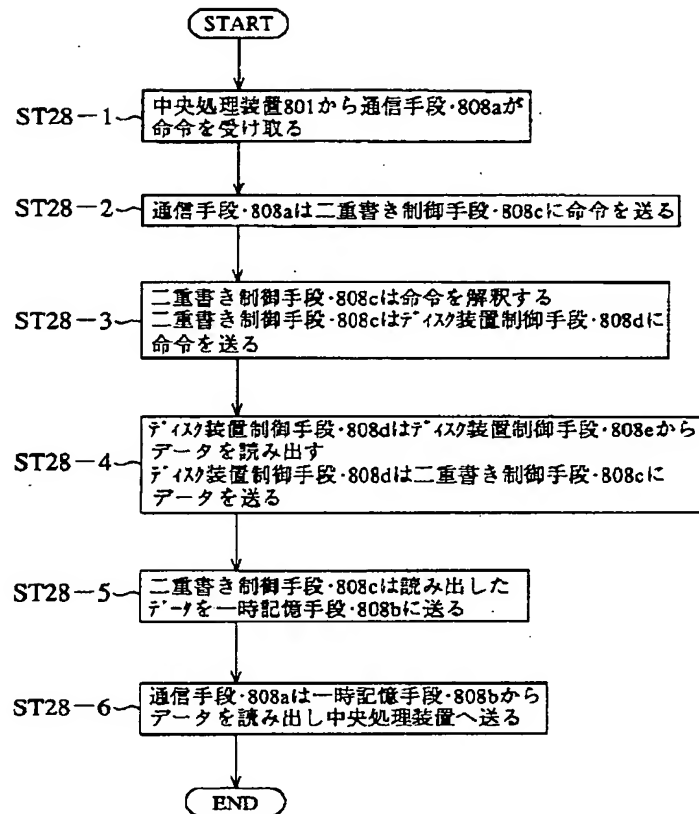 START
ST28-1
中央処理装置801から通信手段・808aが
命令を受け取る
ST28-2
通信手段・808aは二重書き制御手段・808cに命令を送る
ST28-3
二重書き制御手段・808cは命令を解釈する
二重書き制御手段・808cはディスク装置制御手段・808dに
命令を送る
ST28-4
ディスク装置制御手段・808dはディスク装置制御手段・808eから
データを読み出す
ディスク装置制御手段・808dは二重書き制御手段・808cに
データを送る
ST28-5
二重書き制御手段・808cは読み出した
データを一時記憶手段・808bに送る
ST28-6
通信手段・808aは一時記憶手段・808bから
データを読み出し中央処理装置へ送る
END